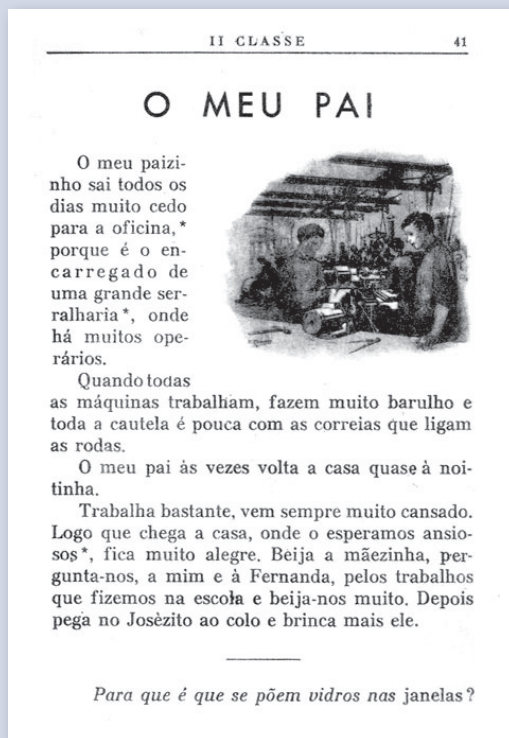 II CLASSE
41
O MEU PAI
O meu paizi-
nho sai todos os
dias muito cedo
para a oficina,*
porque é o en-
carregado de
uma grande ser-
ralharia*, onde
há muitos ope-
rários.
Quando todas
as máquinas trabalham, fazem muito barulho e
toda a cautela é pouca com as correias que ligam
as rodas.
O meu pai às vezes volta a casa quase à noi-
tinha.
Trabalha bastante, vem sempre muito cansado.
Logo que chega a casa, onde o esperamos ansio-
sos*, fica muito alegre. Beija a mãezinha, per-
gunta-nos, a mim e à Fernanda, pelos trabalhos
que fizemos na escola e beija-nos muito. Depois
pega no Josèzito ao colo e brinca mais ele.
Para que é que se põem vidros nas janelas?